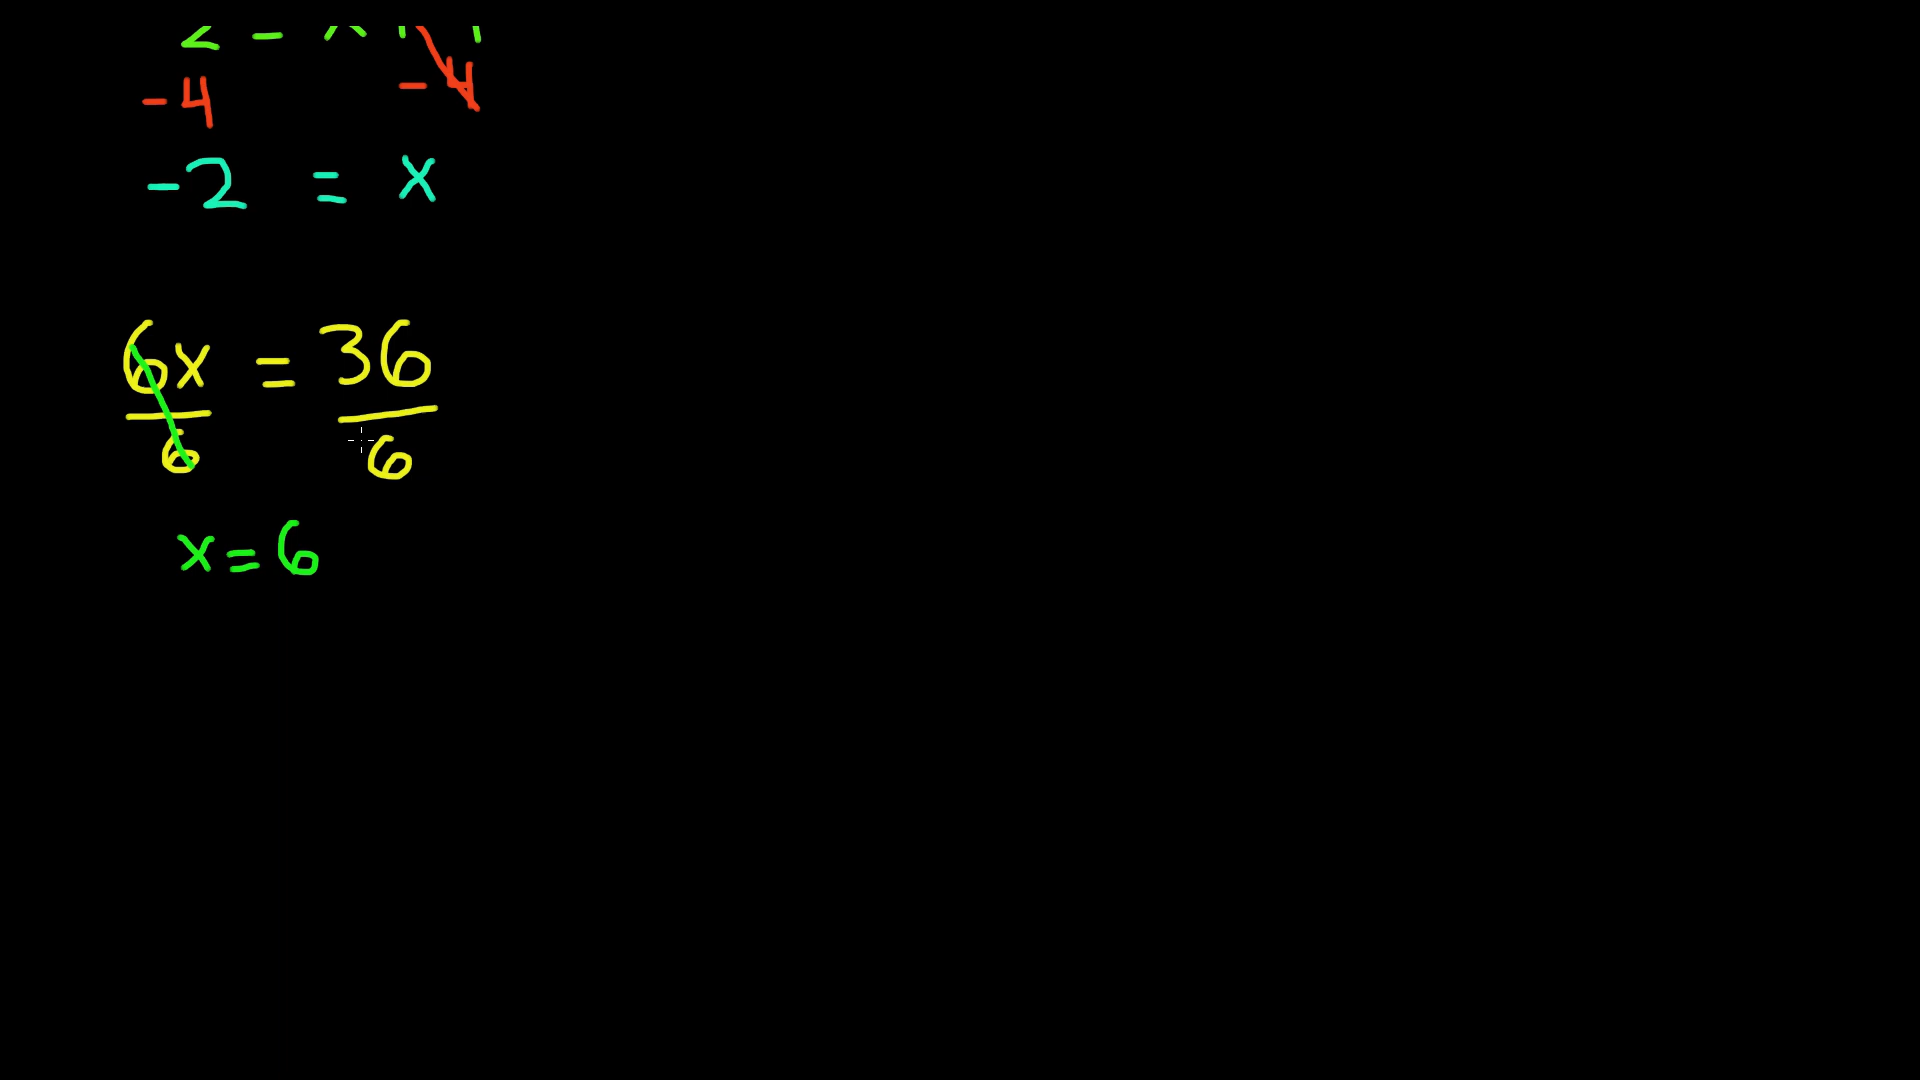 -4 -4
-2 = x
6x = 36
6 6
x = 6